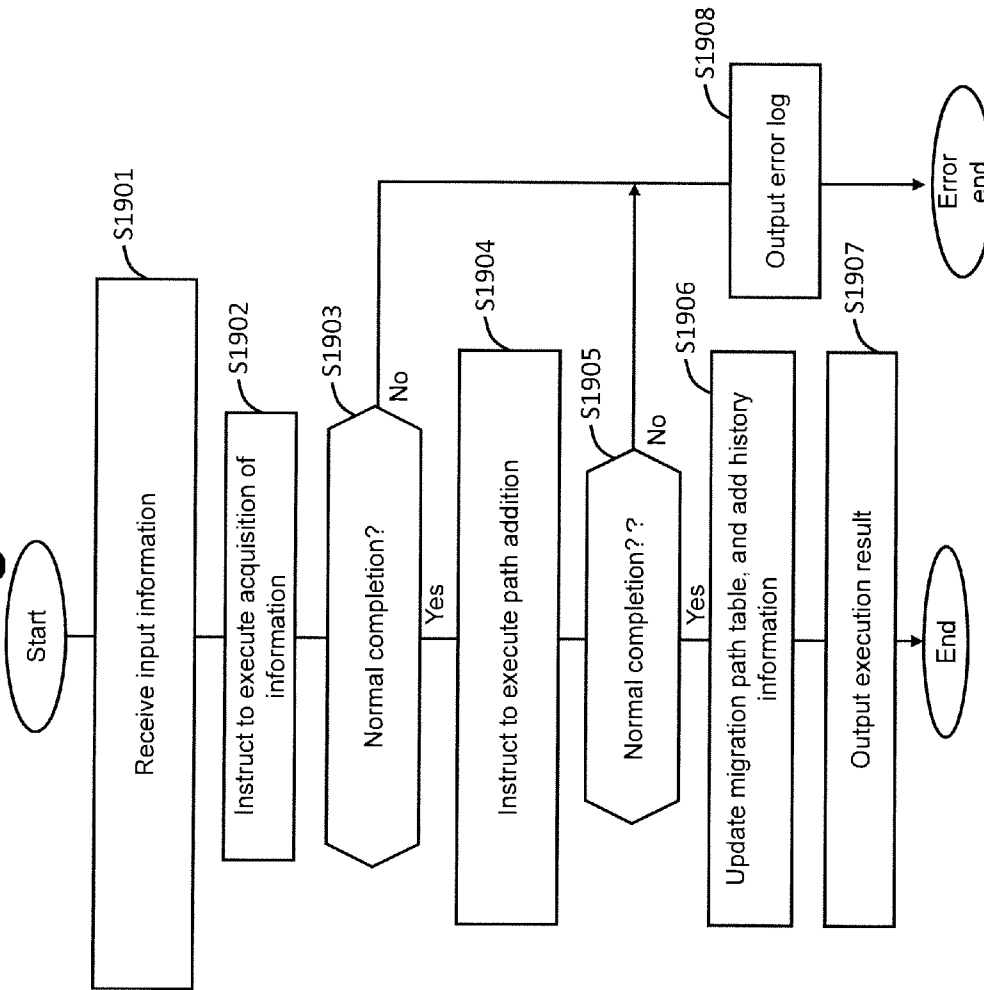 Start
S1901
Receive input information
S1902
Instruct to execute acquisition of
information
S1903
Normal completion?
No
Yes
S1904
Instruct to execute path addition
S1905
Normal completion? ?
No
Yes
S1906
Update migration path table, and add history
information
S1907
Output execution result
End
S1908
Output error log
Error
end